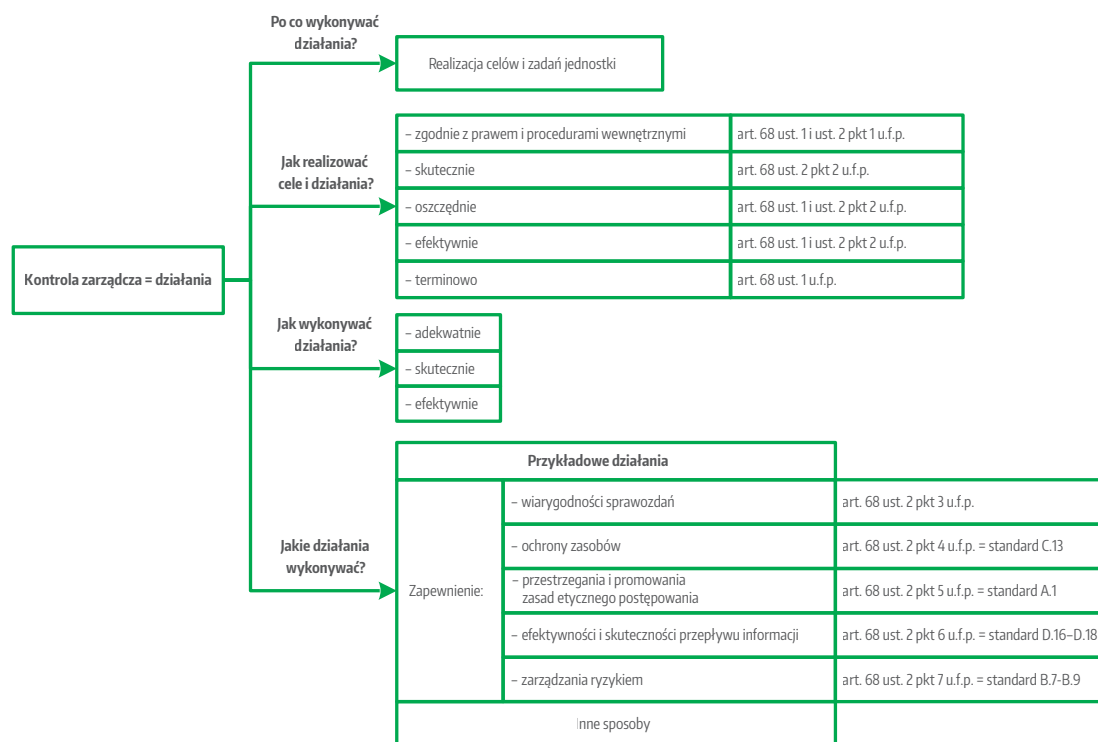 Po co wykonywać
działania?
Realizacja celów i zadań jednostki
Jak realizować
cele i działania?
– zgodnie z prawem i procedurami wewnętrznymi art. 68 ust. 1 i ust. 2 pkt 1 u.f.p.
– skutecznie art. 68 ust. 2 pkt 2 u.f.p.
– oszczędnie art. 68 ust. 1 i ust. 2 pkt 2 u.f.p.
– efektywnie art. 68 ust. 1 i ust. 2 pkt 2 u.f.p.
– terminowo art. 68 ust. 1 u.f.p.
Kontrola zarządcza = działania
Jak wykonywać
działania?
– adekwatnie
– skutecznie
– efektywnie
Jakie działania
wykonywać?
Przykładowe działania
Zapewnienie:
– wiarygodności sprawozdań art. 68 ust. 2 pkt 3 u.f.p.
– ochrony zasobów art. 68 ust. 2 pkt 4 u.f.p. = standard C.13
– przestrzegania i promowania
zasad etycznego postępowania art. 68 ust. 2 pkt 5 u.f.p. = standard A.1
– efektywności i skuteczności przepływu informacji art. 68 ust. 2 pkt 6 u.f.p. = standard D.16–D.18
– zarządzania ryzykiem art. 68 ust. 2 pkt 7 u.f.p. = standard B.7-B.9
Inne sposoby